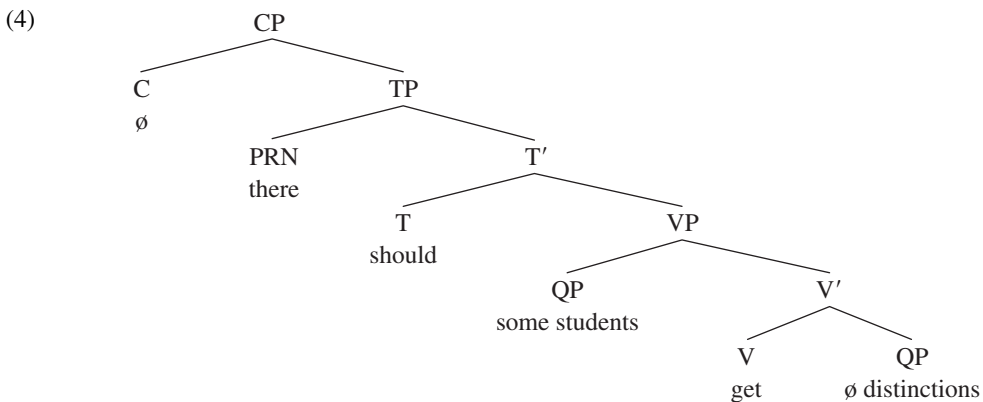 (4) CP
C TP
ø
PRN T′
there
T VP
should
QP V′
some students
V QP
get ø distinctions